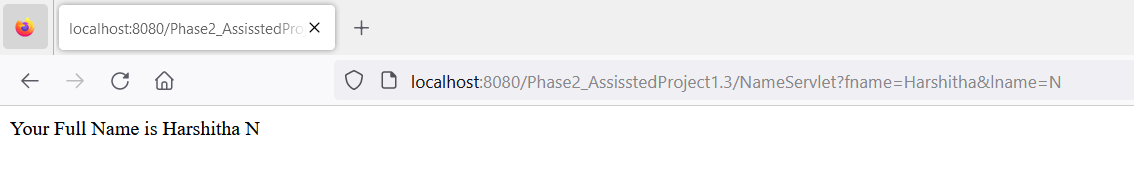 localhost:8080/Phase2_AssisstedPro
localhost:8080/Phase2_AssisstedProject1.3/NameServlet?fname=Harshitha&lname=N
Your Full Name is Harshitha N